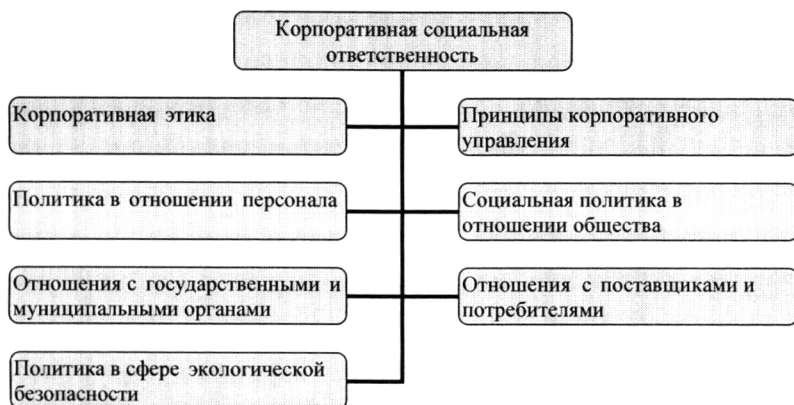 Корпоративная социальная
ответственность
Корпоративная этика
Принципы корпоративного
управления
Политика в отношении персонала
Социальная политика в
отношении общества
Отношения с государственными и
муниципальными органами
Отношения с поставщиками и
потребителями
Политика в сфере экологической
безопасности